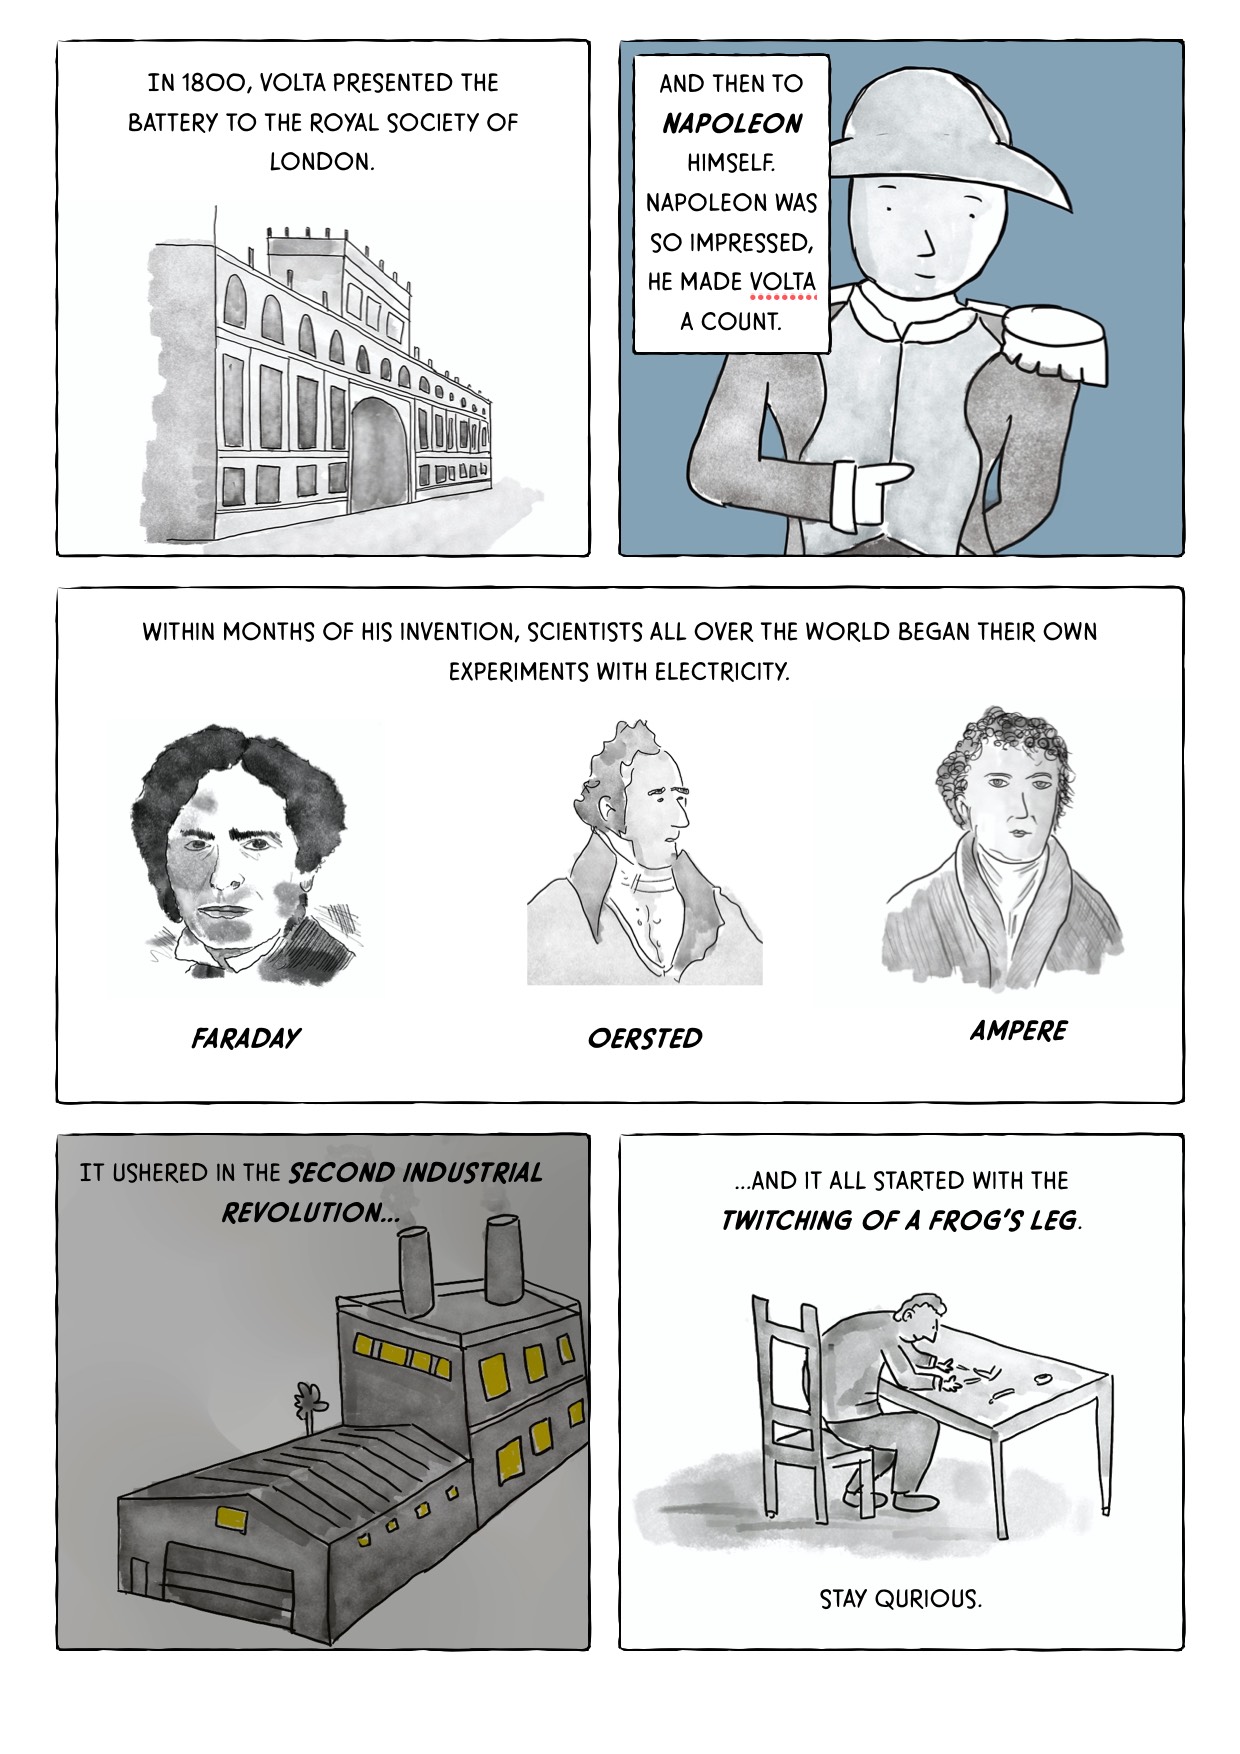 IN 1800, VOLTA PRESENTED THE
BATTERY TO THE ROYAL SOCIETY OF
LONDON.
AND THEN TO
NAPOLEON
HIMSELF.
NAPOLEON WAS
SO IMPRESSED,
HE MADE VOLTA
A COUNT.
WITHIN MONTHS OF HIS INVENTION, SCIENTISTS ALL OVER THE WORLD BEGAN THEIR OWN
EXPERIMENTS WITH ELECTRICITY.
FARADAY
OERSTED
AMPERE
IT USHERED IN THE SECOND INDUSTRIAL
REVOLUTION...
...AND IT ALL STARTED WITH THE
TWITCHING OF A FROG'S LEG.
STAY QURIOUS.